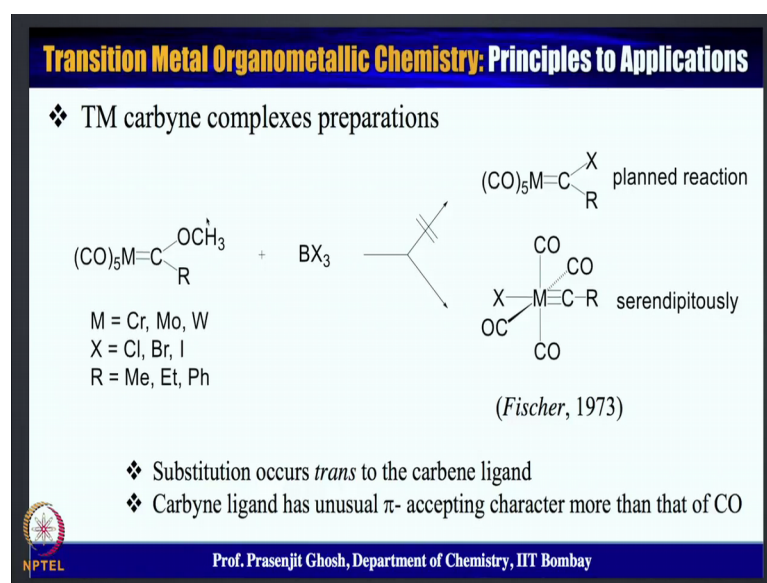 Transition Metal Organometallic Chemistry: Principles to Applications
❖ TM carbyne complexes preparations
(CO)₅M=C X R planned reaction
(CO)₅M=C OCH₃ R + BX₃
CO
CO
X—M≡C–R serendipitously
OC
CO
M = Cr, Mo, W
X = Cl, Br, I
R = Me, Et, Ph
(Fischer, 1973)
❖ Substitution occurs trans to the carbene ligand
❖ Carbyne ligand has unusual π- accepting character more than that of CO
NPTEL
Prof. Prasenjit Ghosh, Department of Chemistry, IIT Bombay